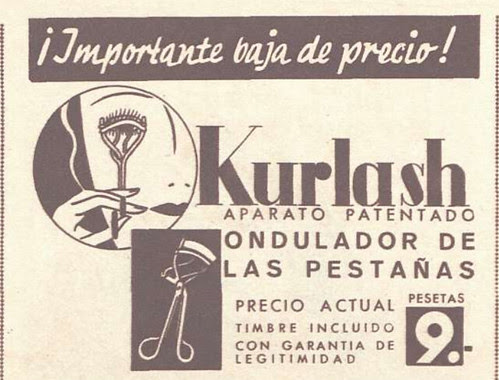 ¡Importante baja de precio!
Kurlash
APARATO PATENTADO
ONDULADOR DE
LAS PESTAÑAS
PRECIO ACTUAL
TIMBRE INCLUIDO
CON GARANTIA DE
LEGITIMIDAD
PESETAS
9.-